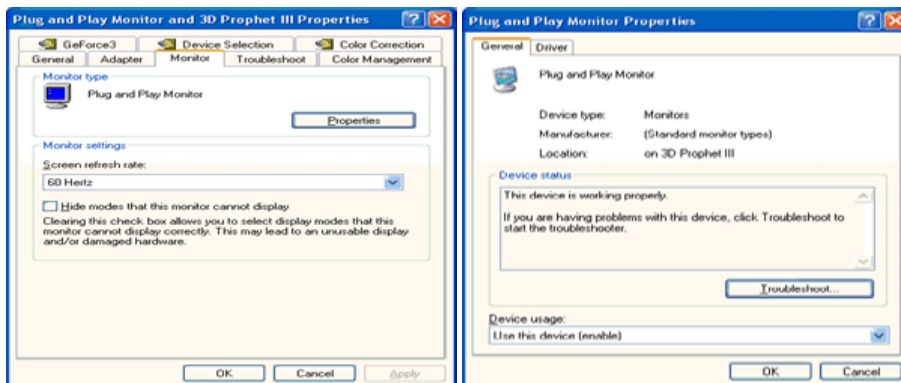 Plug and Play Monitor and 3D Prophet III Properties
GeForce3 Device Selection Color Correction
General Adapter Monitor Troubleshoot Color Management
Monitor type
Plug and Play Monitor
Properties
Monitor settings
Screen refresh rate:
60 Hertz
Hide modes that this monitor cannot display
Clearing this check box allows you to select display modes that this
monitor cannot display correctly. This may lead to an unusable display
and/or damaged hardware.
OK Cancel Apply
Plug and Play Monitor Properties
General Driver
Plug and Play Monitor
Device type: Monitors
Manufacturer: (Standard monitor types)
Location: on 3D Prophet III
Device status
This device is working properly.
If you are having problems with this device, click Troubleshoot to
start the troubleshooter.
Troubleshoot...
Device usage:
Use this device (enable)
OK Cancel